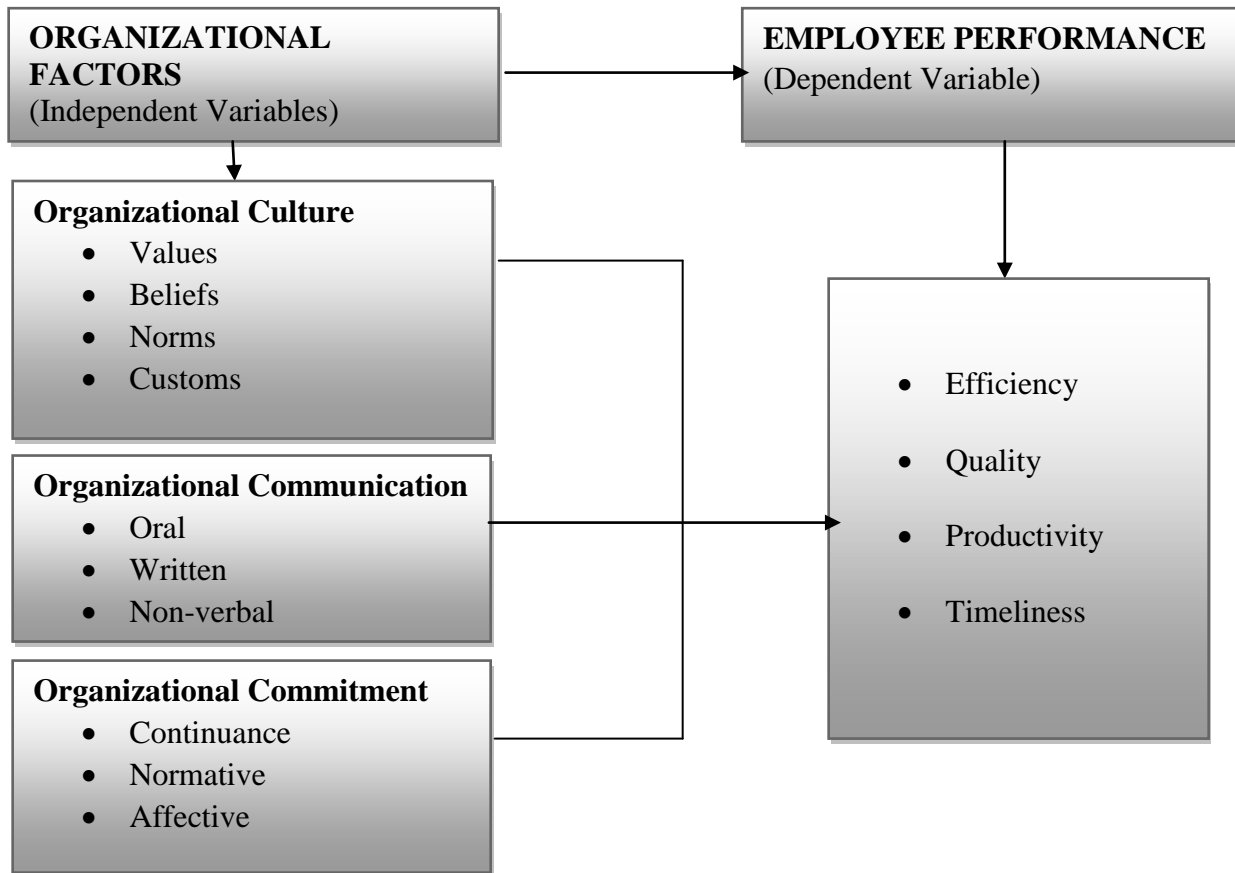 ORGANIZATIONAL
FACTORS
(Independent Variables)
EMPLOYEE PERFORMANCE
(Dependent Variable)
Organizational Culture
• Values
• Beliefs
• Norms
• Customs
Organizational Communication
• Oral
• Written
• Non-verbal
Organizational Commitment
• Continuance
• Normative
• Affective
• Efficiency
• Quality
• Productivity
• Timeliness